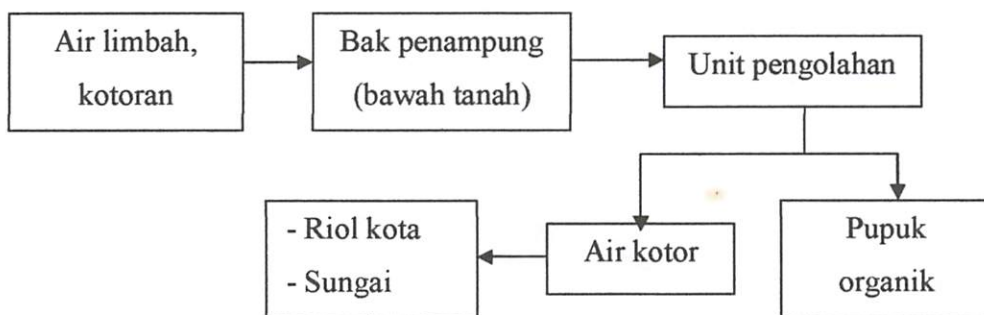 Air limbah,
kotoran
Bak penampung
(bawah tanah)
Unit pengolahan
- Riol kota
- Sungai
Air kotor
Pupuk
organik